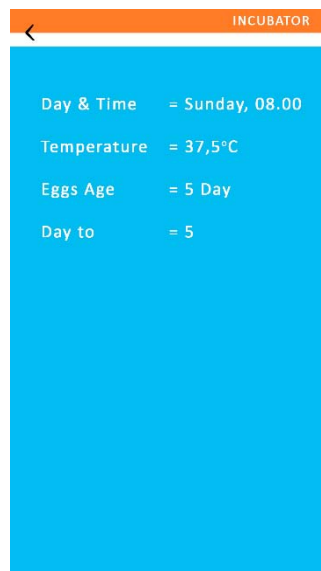 INCUBATOR
Day & Time = Sunday, 08.00
Temperature = 37,5°C
Eggs Age = 5 Day
Day to = 5